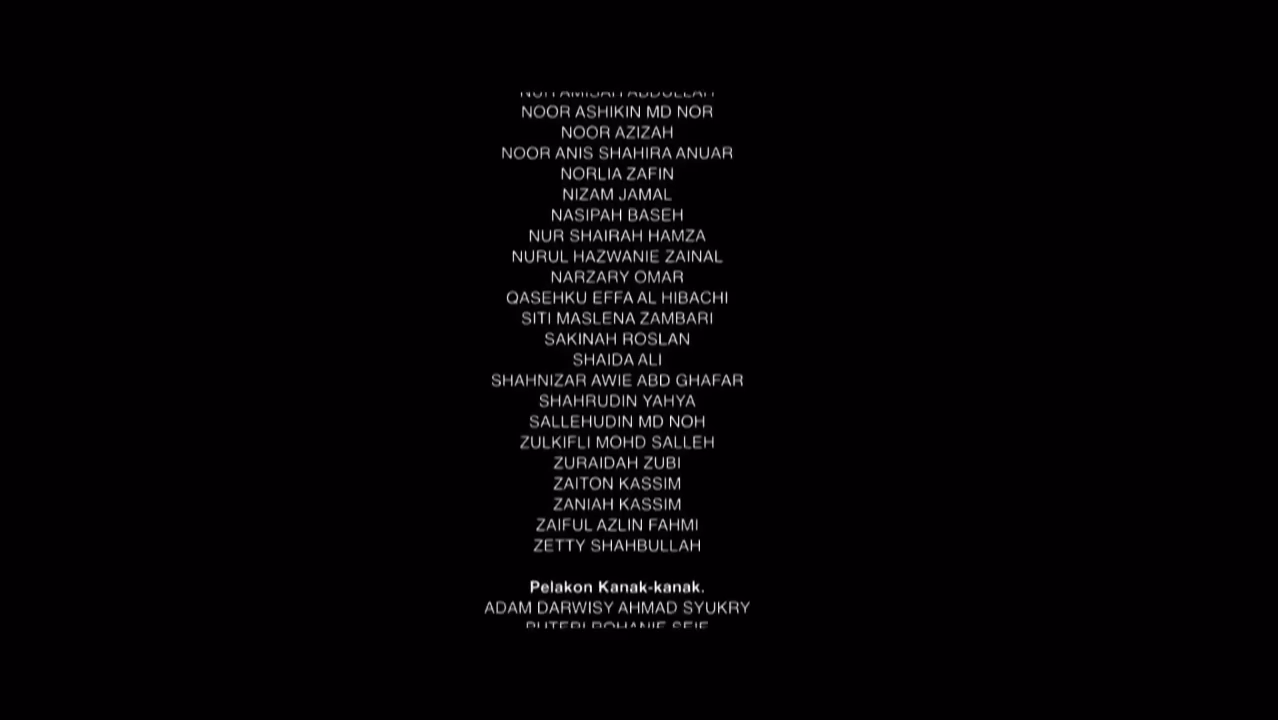 NOOR ASHIKIN MD NOR
NOOR AZIZAH
NOOR ANIS SHAHIRA ANUAR
NORLIA ZAFIN
NIZAM JAMAL
NASIPAH BASEH
NUR SHAIRAH HAMZA
NURUL HAZWANIE ZAINAL
NARZARY OMAR
QASEHKU EFFA AL HIBACHI
SITI MASLENA ZAMBARI
SAKINAH ROSLAN
SHAIDA ALI
SHAHNIZAR AWIE ABD GHAFAR
SHAHRUDIN YAHYA
SALLEHUDIN MD NOH
ZULKIFLI MOHD SALLEH
ZURAIDAH ZUBI
ZAITON KASSIM
ZANIAH KASSIM
ZAIFUL AZLIN FAHMI
ZETTY SHAHBULLAH
Pelakon Kanak-kanak.
ADAM DARWISY AHMAD SYUKRY